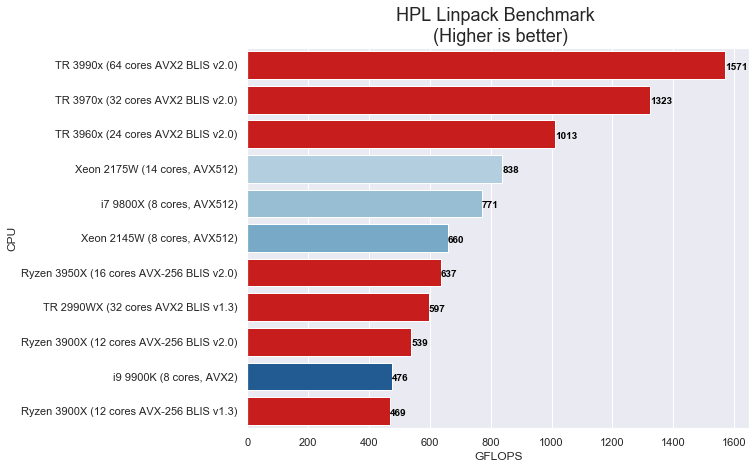 HPL Linpack Benchmark
(Higher is better)
TR 3990x (64 cores AVX2 BLIS v2.0)
1571
TR 3970x (32 cores AVX2 BLIS v2.0)
1323
TR 3960x (24 cores AVX2 BLIS v2.0)
1013
Xeon 2175W (14 cores, AVX512)
838
i7 9800X (8 cores, AVX512)
771
Xeon 2145W (8 cores, AVX512)
660
Ryzen 3950X (16 cores AVX-256 BLIS v2.0)
637
TR 2990WX (32 cores AVX2 BLIS v1.3)
597
Ryzen 3900X (12 cores AVX-256 BLIS v2.0)
539
i9 9900K (8 cores, AVX2)
476
Ryzen 3900X (12 cores AVX-256 BLIS v1.3)
469
CPU
0 200 400 600 800 1000 1200 1400 1600
GFLOPS